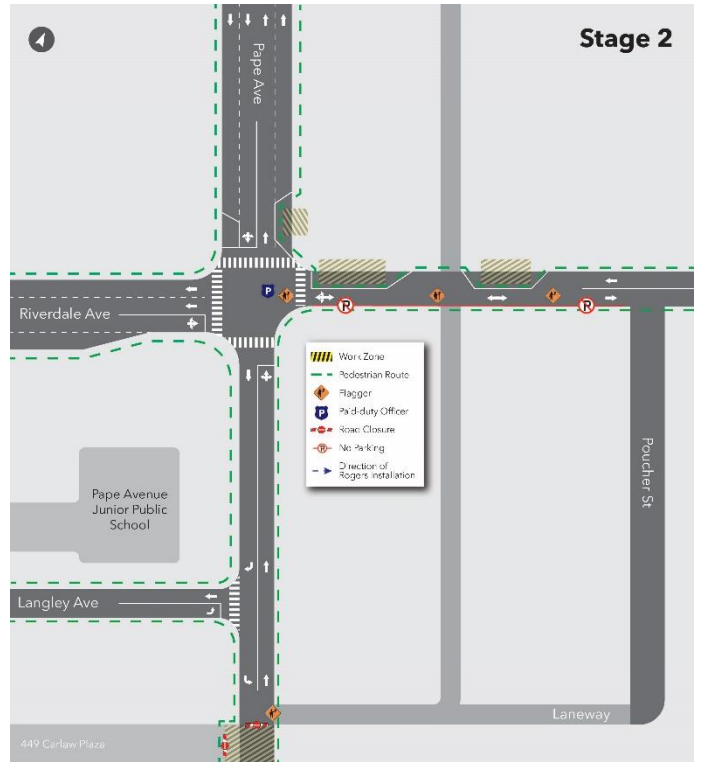 Stage 2
Pape Ave
Riverdale Ave
Work Zone
Pedestrian Route
Flagger
P
Paid-duty Officer
Road Closure
No Parking
Direction of
Rogers Installation
Pape Avenue
Junior Public
School
Poucher St
Langley Ave
Laneway
449 Carlaw Plaza